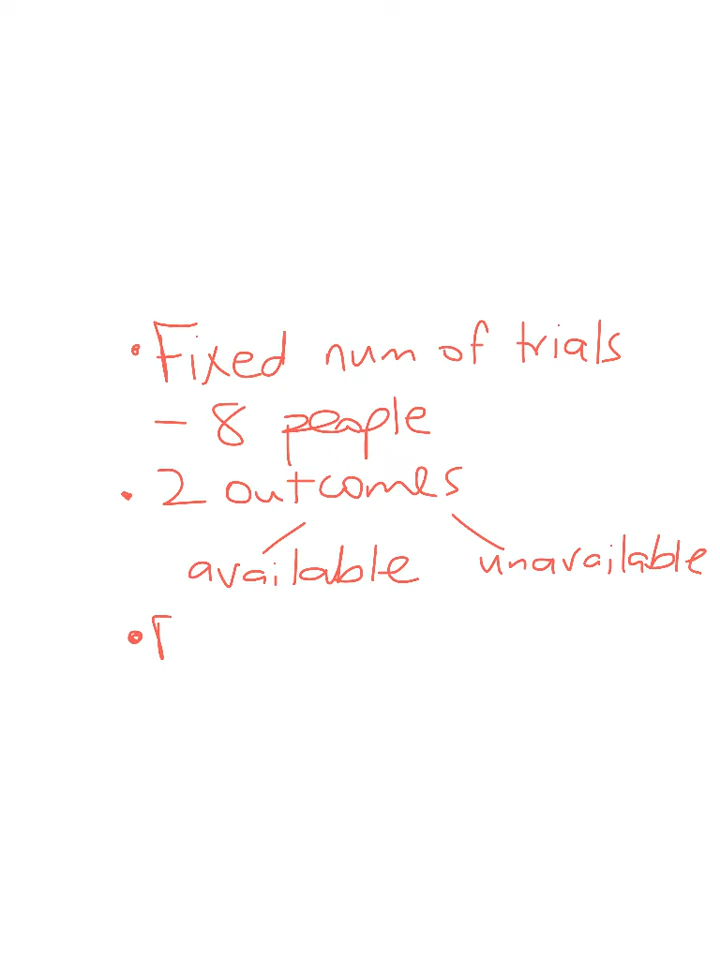 • Fixed num of trials
- 8 people
• 2 outcomes
available unavailable
•